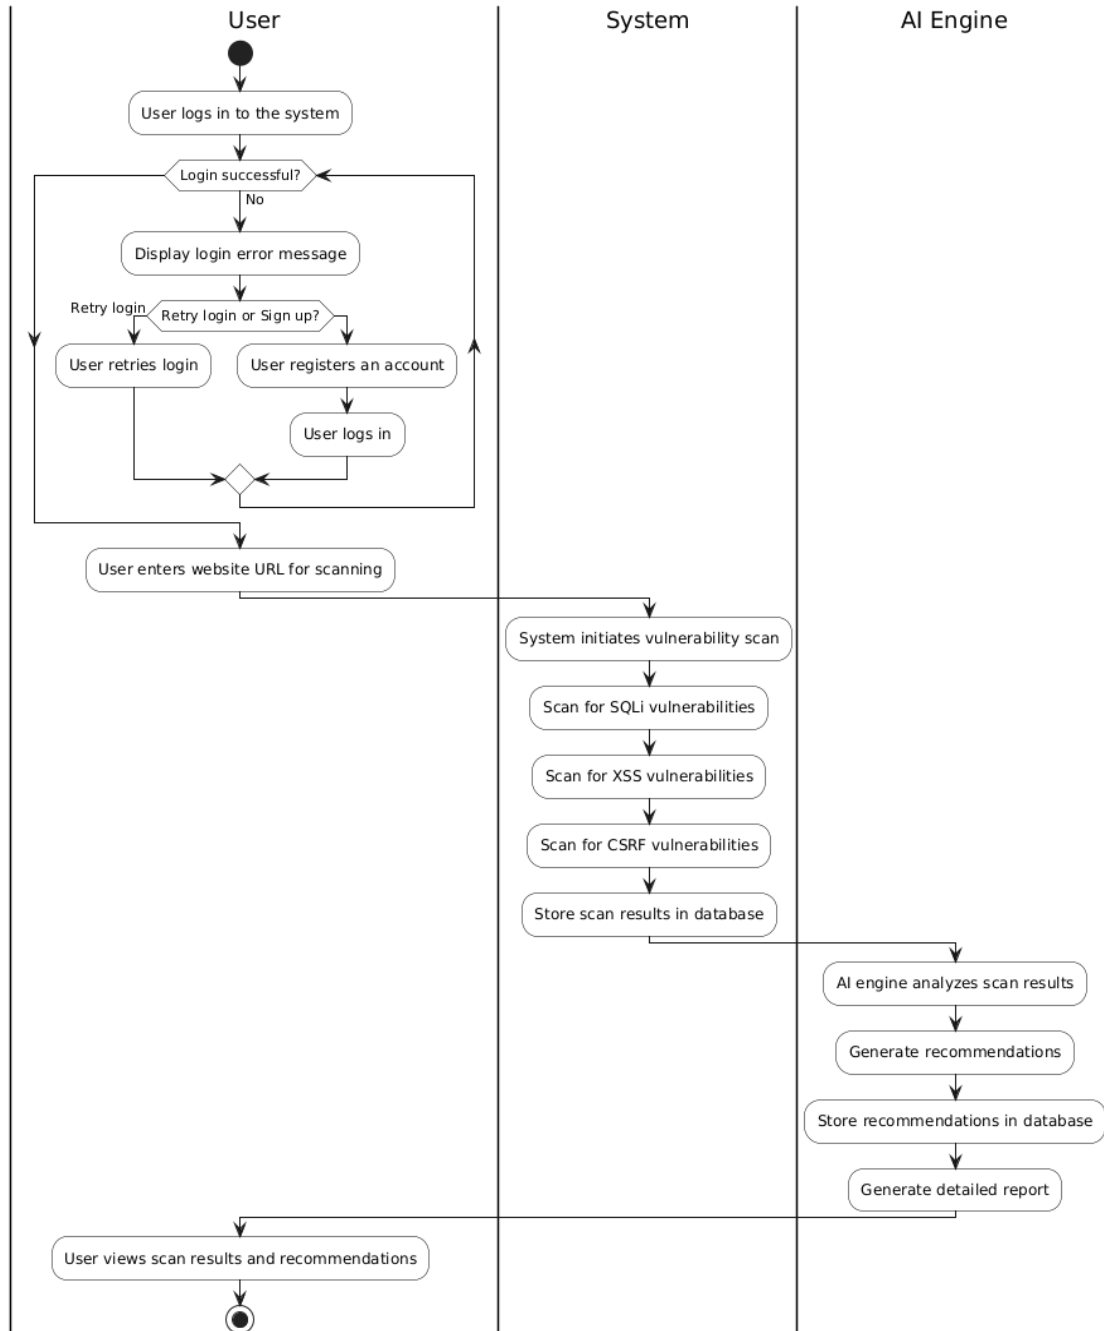 User
System
AI Engine
User logs in to the system
Login successful?
No
Display login error message
Retry login
Retry login or Sign up?
User retries login
User registers an account
User logs in
User enters website URL for scanning
System initiates vulnerability scan
Scan for SQLi vulnerabilities
Scan for XSS vulnerabilities
Scan for CSRF vulnerabilities
Store scan results in database
AI engine analyzes scan results
Generate recommendations
Store recommendations in database
Generate detailed report
User views scan results and recommendations